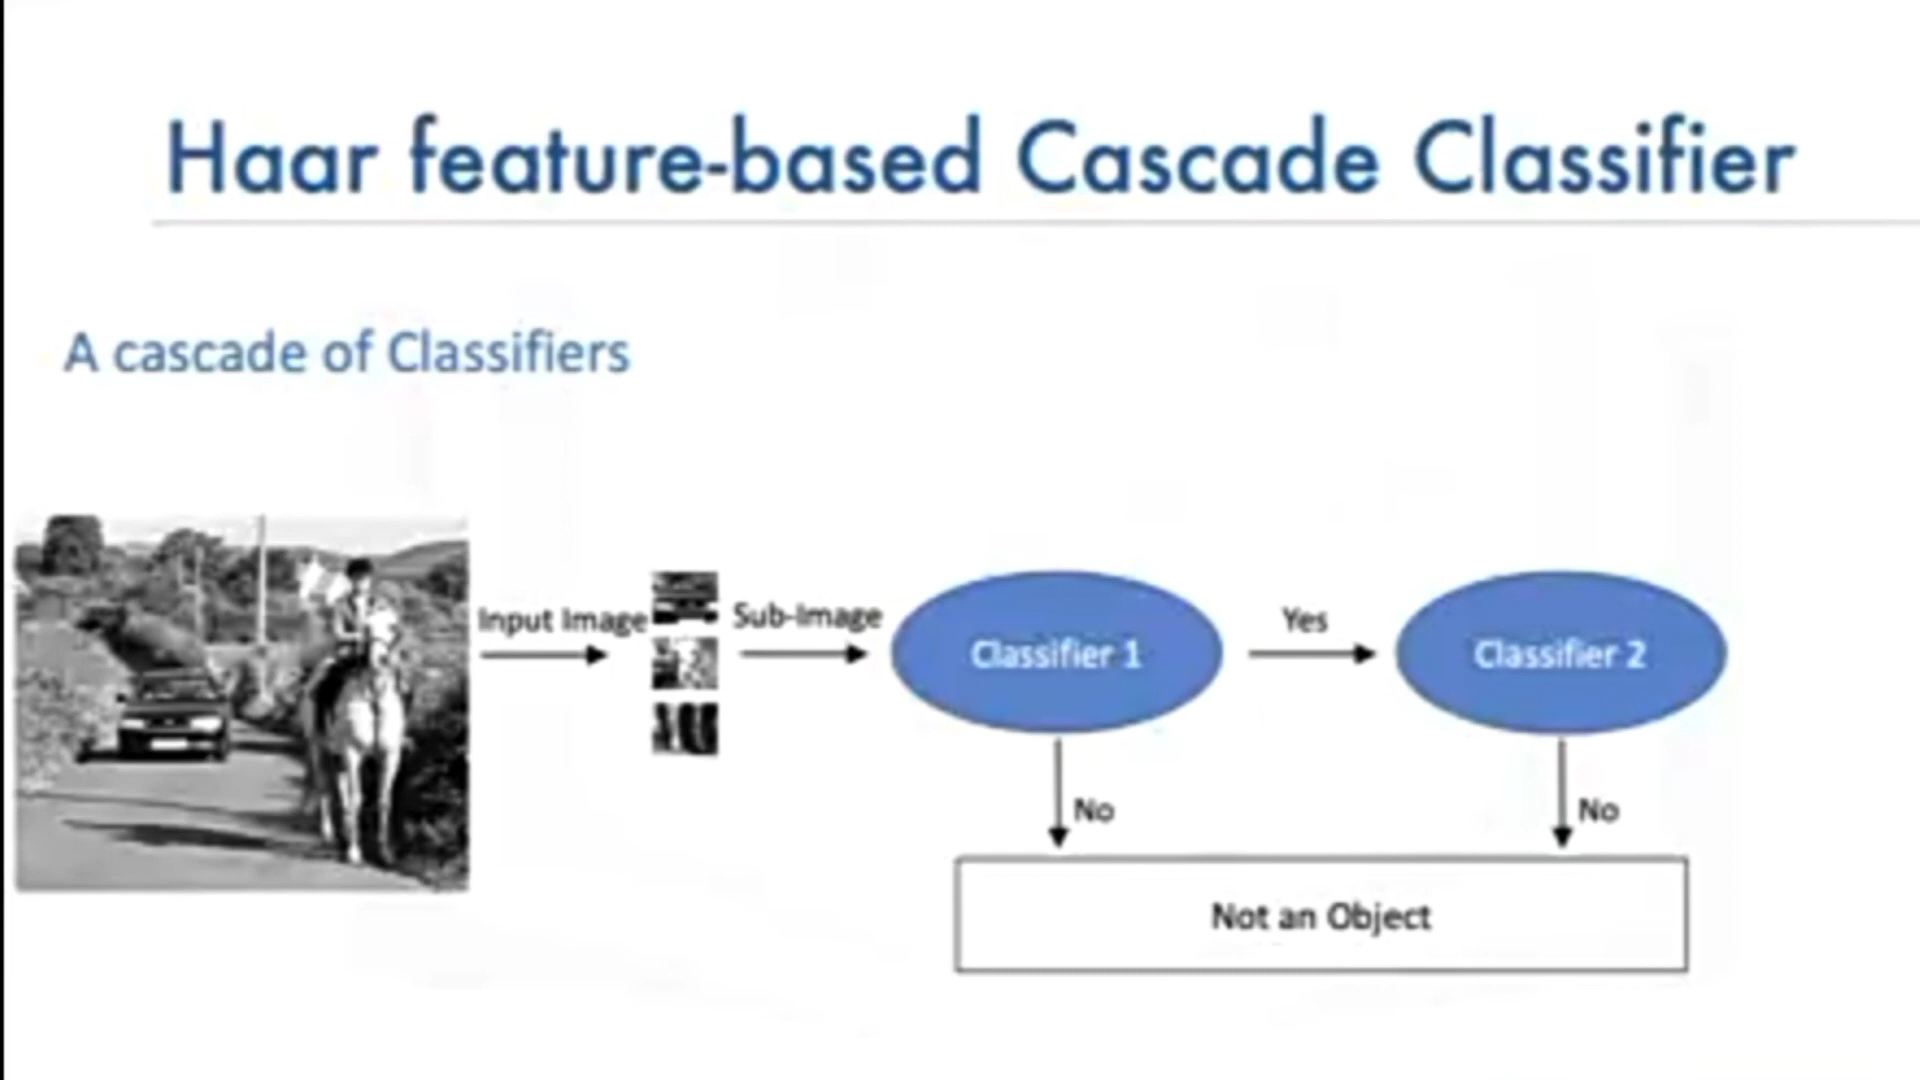 Haar feature-based Cascade Classifier
A cascade of Classifiers
Input Image
Sub-Image
Classifier 1
Yes
Classifier 2
No
No
Not an Object